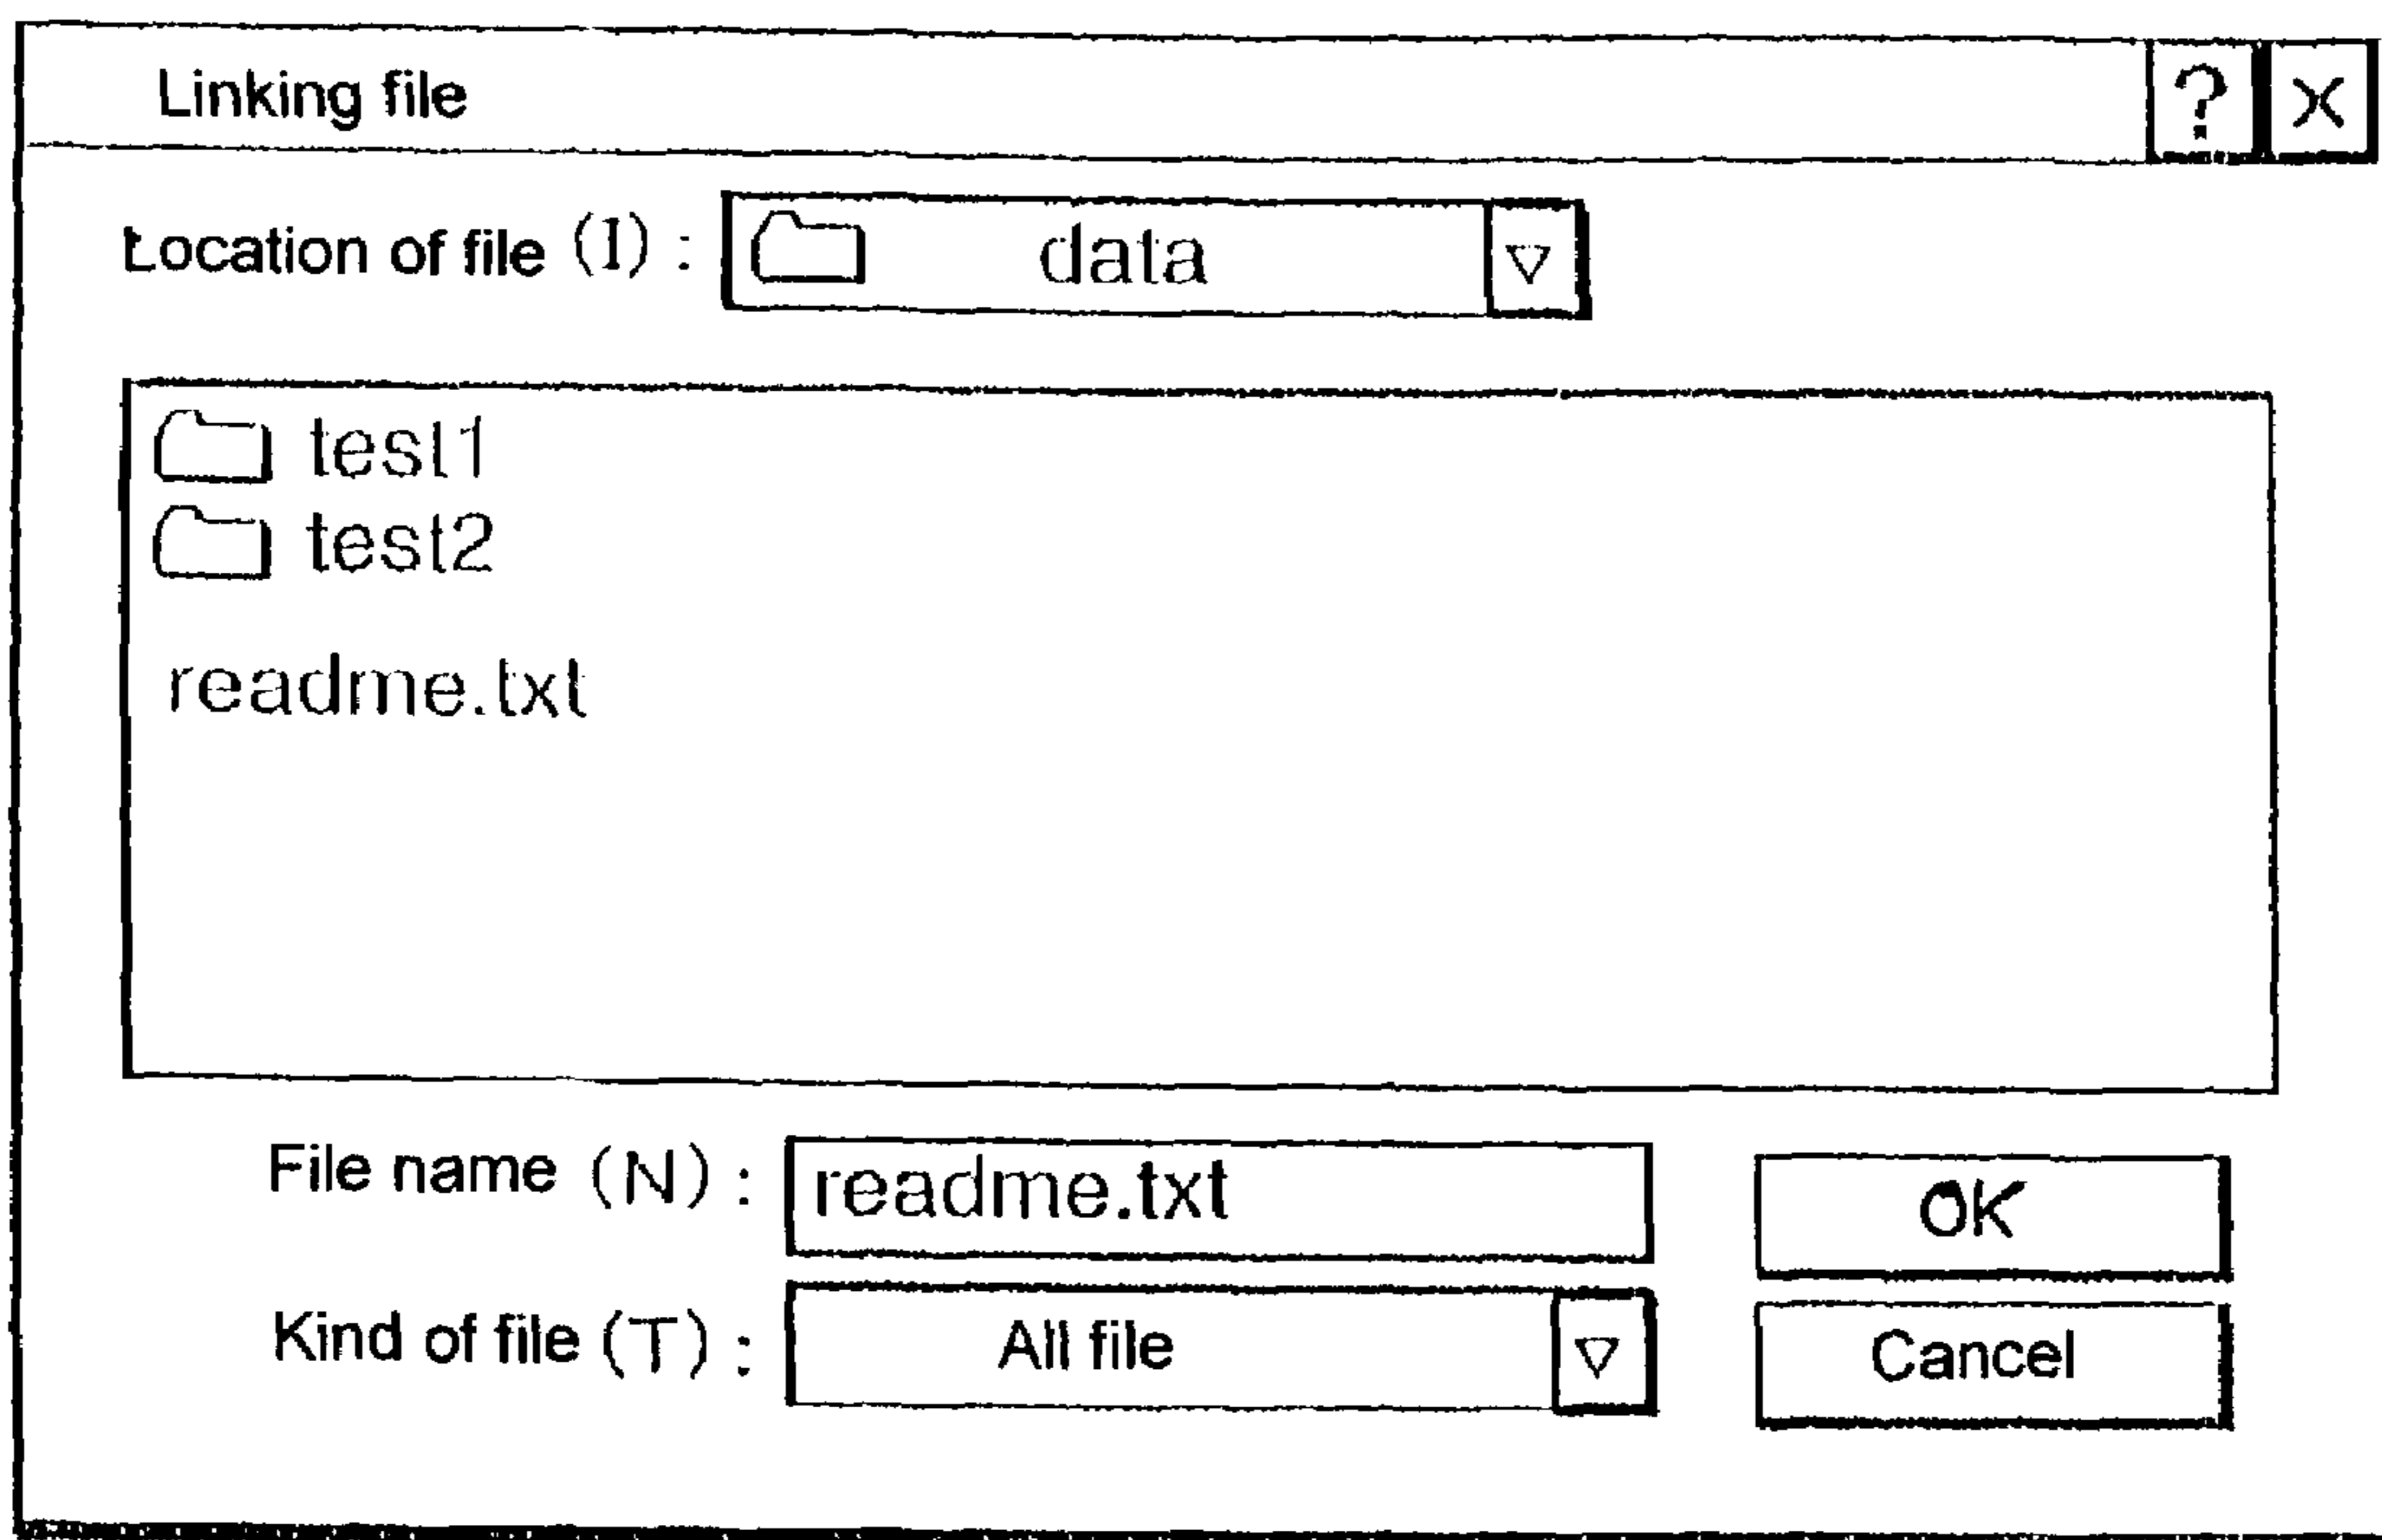 Linking file ? X
Location of file (I) : data ▽
test1
test2
readme.txt
File name (N) : readme.txt OK
Kind of file (T) : All file ▽ Cancel